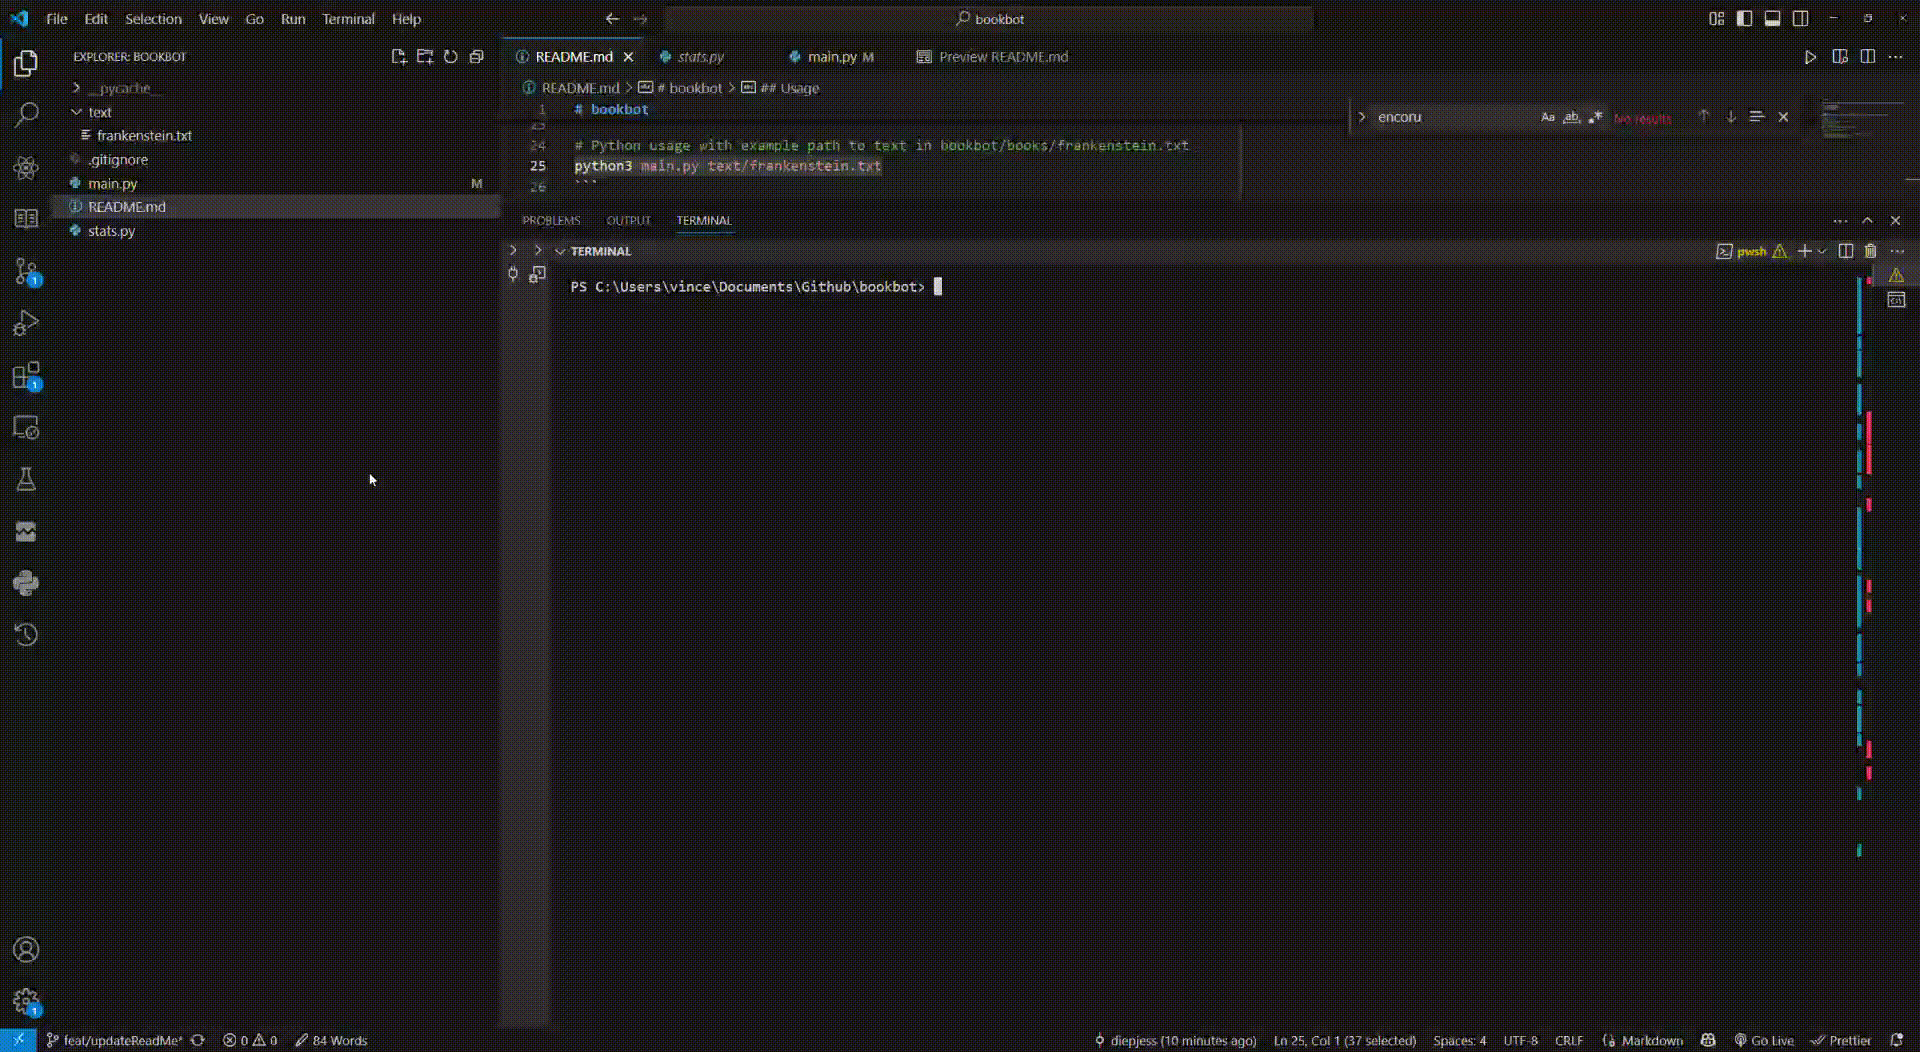 File Edit Selection View Go Run Terminal Help
bookbot
EXPLORER: BOOKBOT
__pycache__
text
frankenstein.txt
.gitignore
main.py M
README.md
stats.py
README.md stats.py main.py M Preview README.md
README.md > # bookbot > ## Usage
1 # bookbot
23
24 # Python usage with example path to text in bookbot/books/frankenstein.txt
25 python3 main.py text/frankenstein.txt
26 ```
encoru Aa ab No results
PROBLEMS OUTPUT TERMINAL
TERMINAL
pwsh
PS C:\Users\vince\Documents\Github\bookbot>
1
1
1
feat/updateReadMe* 0 0 84 Words
diepjess (10 minutes ago) Ln 25, Col 1 (37 selected) Spaces: 4 UTF-8 CRLF Markdown Go Live Prettier